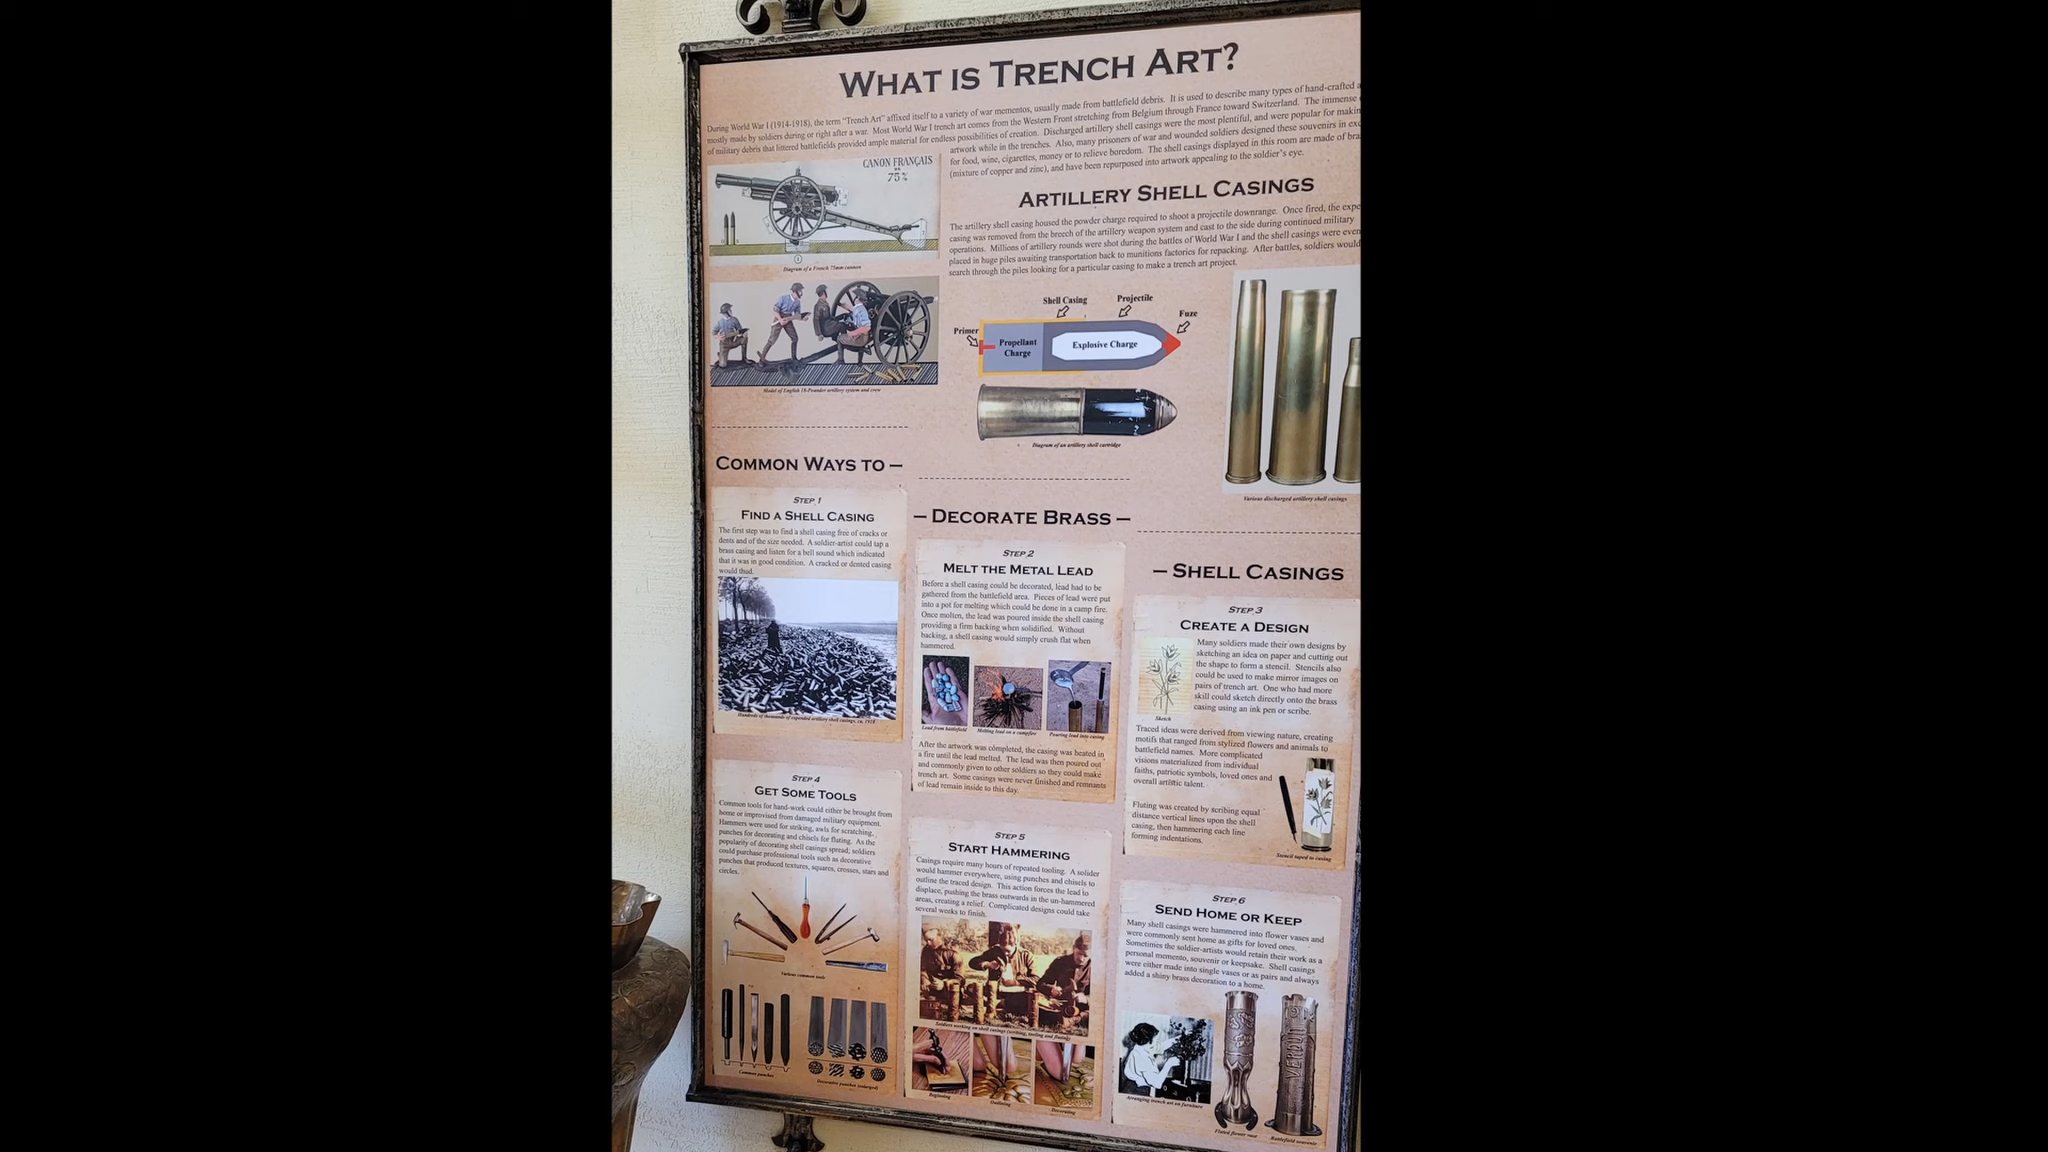 WHAT IS TRENCH ART?
During World War I (1914-1918), the term "Trench Art" affixed itself to a variety of war mementos, usually made from battlefield debris. It is used to describe many types of hand-crafted
mostly made by soldiers during or right after a war. Most World War I trench art comes from the Western Front stretching from Belgium through France toward Switzerland. The immense
of military debris that littered battlefields provided ample material for endless possibilities of creation. Discharged artillery shell casings were the most plentiful, and were popular for
artwork while in the trenches. Also, many prisoners of war and wounded soldiers designed these souvenirs in
for food, wine, cigarettes, money or to relieve boredom. The shell casings displayed in this room are made of
(mixture of copper and zinc), and have been repurposed into artwork appealing to the soldier's eye.
CANON FRANÇAIS
75
Diagram of a French 75mm cannon
Model of English 18-Pounder artillery system and crew
ARTILLERY SHELL CASINGS
The artillery shell casing housed the powder charge required to shoot a projectile downrange. Once fired, the
casing was removed from the breech of the artillery weapon system and cast to the side during continued military
operations. Millions of artillery rounds were shot during the battles of World War I and the shell casings were
placed in huge piles awaiting transportation back to munitions factories for repacking. After battles, soldiers would
search through the piles looking for a particular casing to make a trench art project.
Shell Casing
Projectile
Fuze
Primer
Propellant
Charge
Explosive Charge
Diagram of an artillery shell cartridge
Various discharged artillery shell casings
COMMON WAYS TO –
– DECORATE BRASS –
– SHELL CASINGS
STEP 1
FIND A SHELL CASING
The first step was to find a shell casing free of cracks or
dents and of the size needed. A soldier-artist could tap a
brass casing and listen for a bell sound which indicated
that it was in good condition. A cracked or dented casing
would thud.
Hundreds of thousands of expended artillery shell casings, ca. 1918
STEP 2
MELT THE METAL LEAD
Before a shell casing could be decorated, lead had to be
gathered from the battlefield area. Pieces of lead were put
into a pot for melting which could be done in a camp fire.
Once molten, the lead was poured inside the shell casing
providing a firm backing when solidified. Without
backing, a shell casing would simply crush flat when
hammered.
Lead from battlefield
Melting lead on a campfire
Pouring lead into casing
After the artwork was completed, the casing was heated in
a fire until the lead melted. The lead was then poured out
and commonly given to other soldiers so they could make
trench art. Some casings were never finished and remnants
of lead remain inside to this day.
STEP 3
CREATE A DESIGN
Many soldiers made their own designs by
sketching an idea on paper and cutting out
the shape to form a stencil. Stencils also
could be used to make mirror images on
pairs of trench art. One who had more
skill could sketch directly onto the brass
casing using an ink pen or scribe.
Sketch
Traced ideas were derived from viewing nature, creating
motifs that ranged from stylized flowers and animals to
battlefield names. More complicated
visions materialized from individual
faiths, patriotic symbols, loved ones and
overall artistic talent.
Fluting was created by scribing equal
distance vertical lines upon the shell
casing, then hammering each line
forming indentations.
Stencil taped to casing
STEP 4
GET SOME TOOLS
Common tools for hand-work could either be brought from
home or improvised from damaged military equipment.
Hammers were used for striking, awls for scratching,
punches for decorating and chisels for fluting. As the
popularity of decorating shell casings spread, soldiers
could purchase professional tools such as decorative
punches that produced textures, squares, crosses, stars and
circles.
Various common tools
Common punches
Decorative punches (enlarged)
STEP 5
START HAMMERING
Casings require many hours of repeated tooling. A solider
would hammer everywhere, using punches and chisels to
outline the traced design. This action forces the lead to
displace, pushing the brass outwards in the un-hammered
areas, creating a relief. Complicated designs could take
several weeks to finish.
Soldiers working on shell casings (scribing, tooling and fluting)
Beginning
Outlining
Decorating
STEP 6
SEND HOME OR KEEP
Many shell casings were hammered into flower vases and
were commonly sent home as gifts for loved ones.
Sometimes the soldier-artists would retain their work as a
personal memento, souvenir or keepsake. Shell casings
were either made into single vases or as pairs and always
added a shiny brass decoration to a home.
Arranging trench art on furniture
Fluted flower vase
VERDUN
Battlefield souvenir